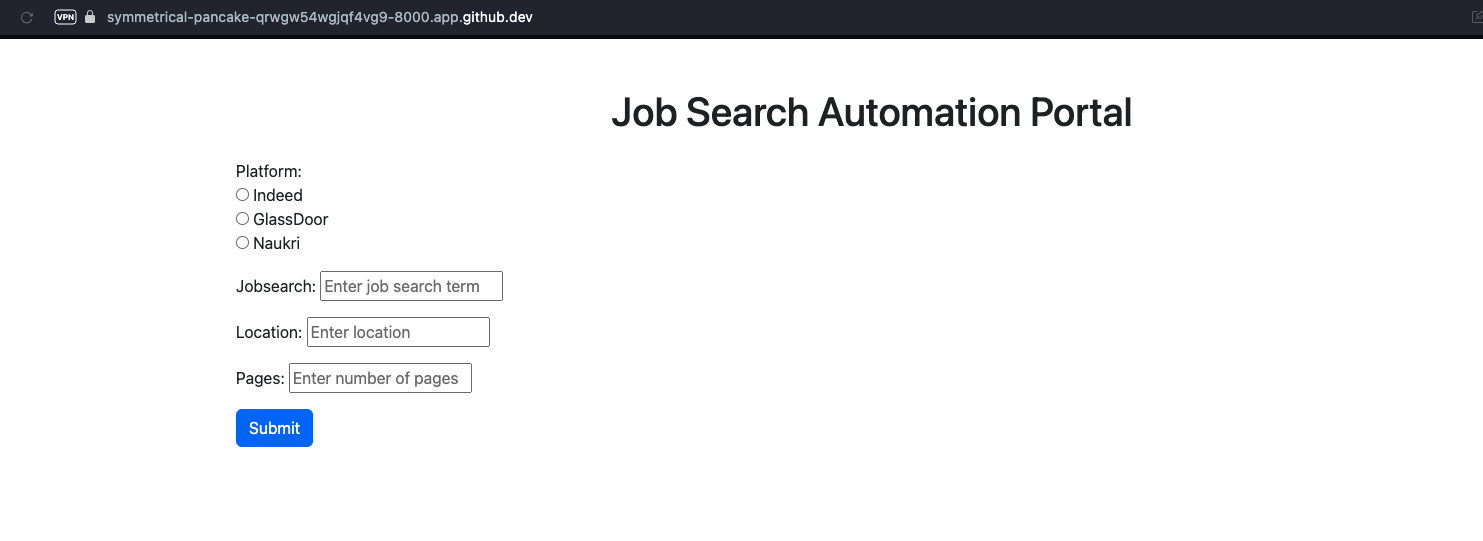 VPN symmetrical-pancake-qrwgw54wgjqf4vg9-8000.app.github.dev
Job Search Automation Portal
Platform:
Indeed
GlassDoor
Naukri
Jobsearch: Enter job search term
Location: Enter location
Pages: Enter number of pages
Submit